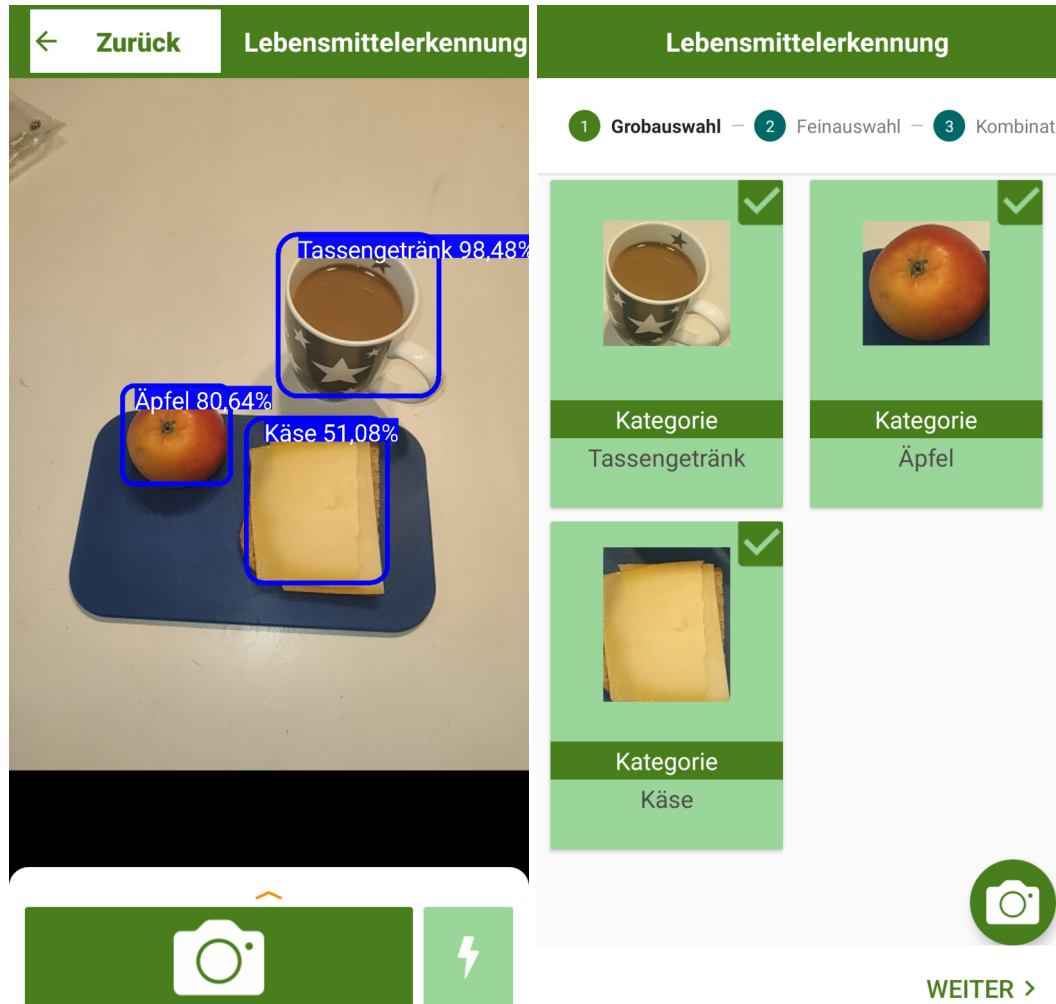 Zurück
Lebensmittelerkennung
Tassengetränk 98,48%
Äpfel 80,64%
Käse 51,08%
Lebensmittelerkennung
1 Grobauswahl – 2 Feinauswahl – 3 Kombinat
Kategorie
Tassengetränk
Kategorie
Äpfel
Kategorie
Käse
WEITER